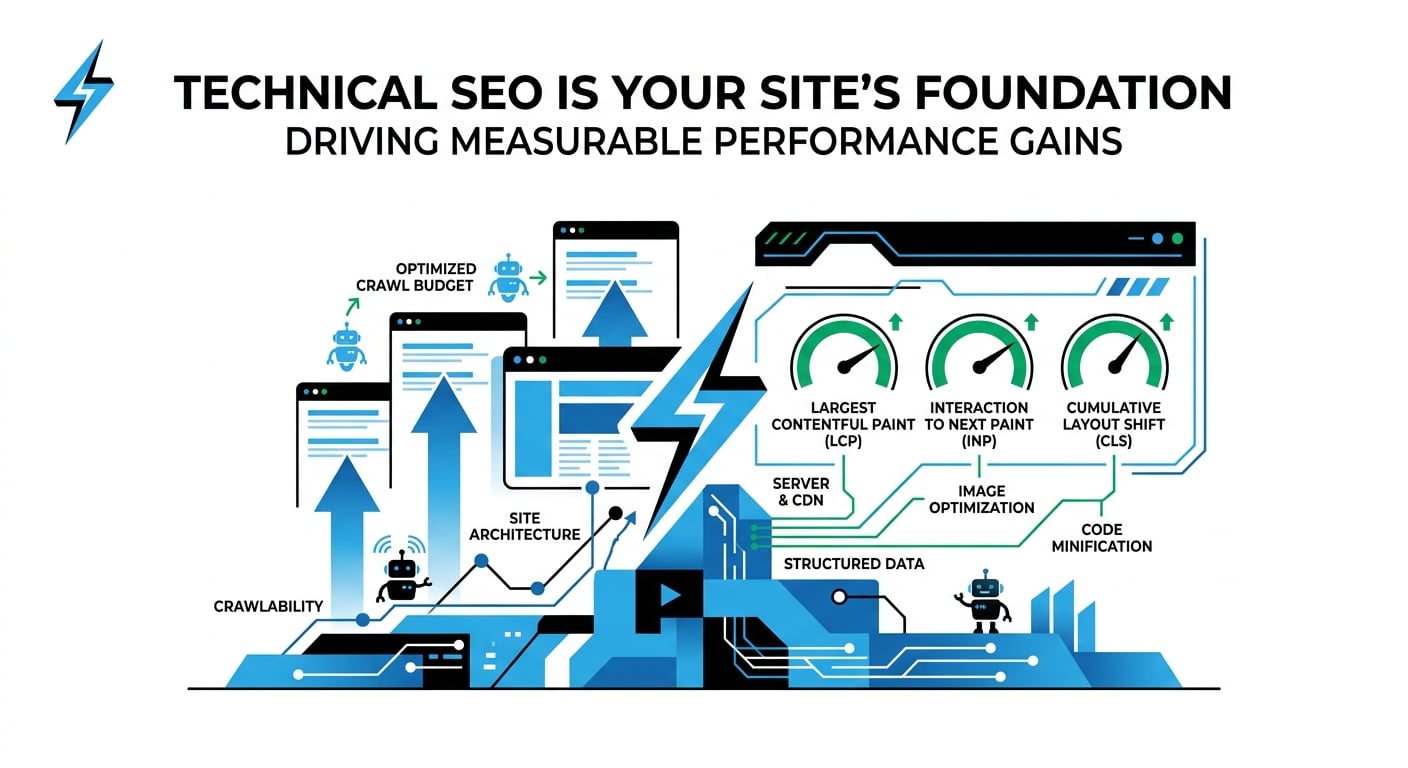 TECHNICAL SEO IS YOUR SITE'S FOUNDATION
DRIVING MEASURABLE PERFORMANCE GAINS
OPTIMIZED
CRAWL BUDGET
SITE
ARCHITECTURE
CRAWLABILITY
LARGEST
CONTENTFUL PAINT
(LCP)
INTERACTION
TO NEXT PAINT
(INP)
CUMULATIVE
LAYOUT SHIFT
(CLS)
SERVER
& CDN
IMAGE
OPTIMIZATION
CODE
MINIFICATION
STRUCTURED DATA